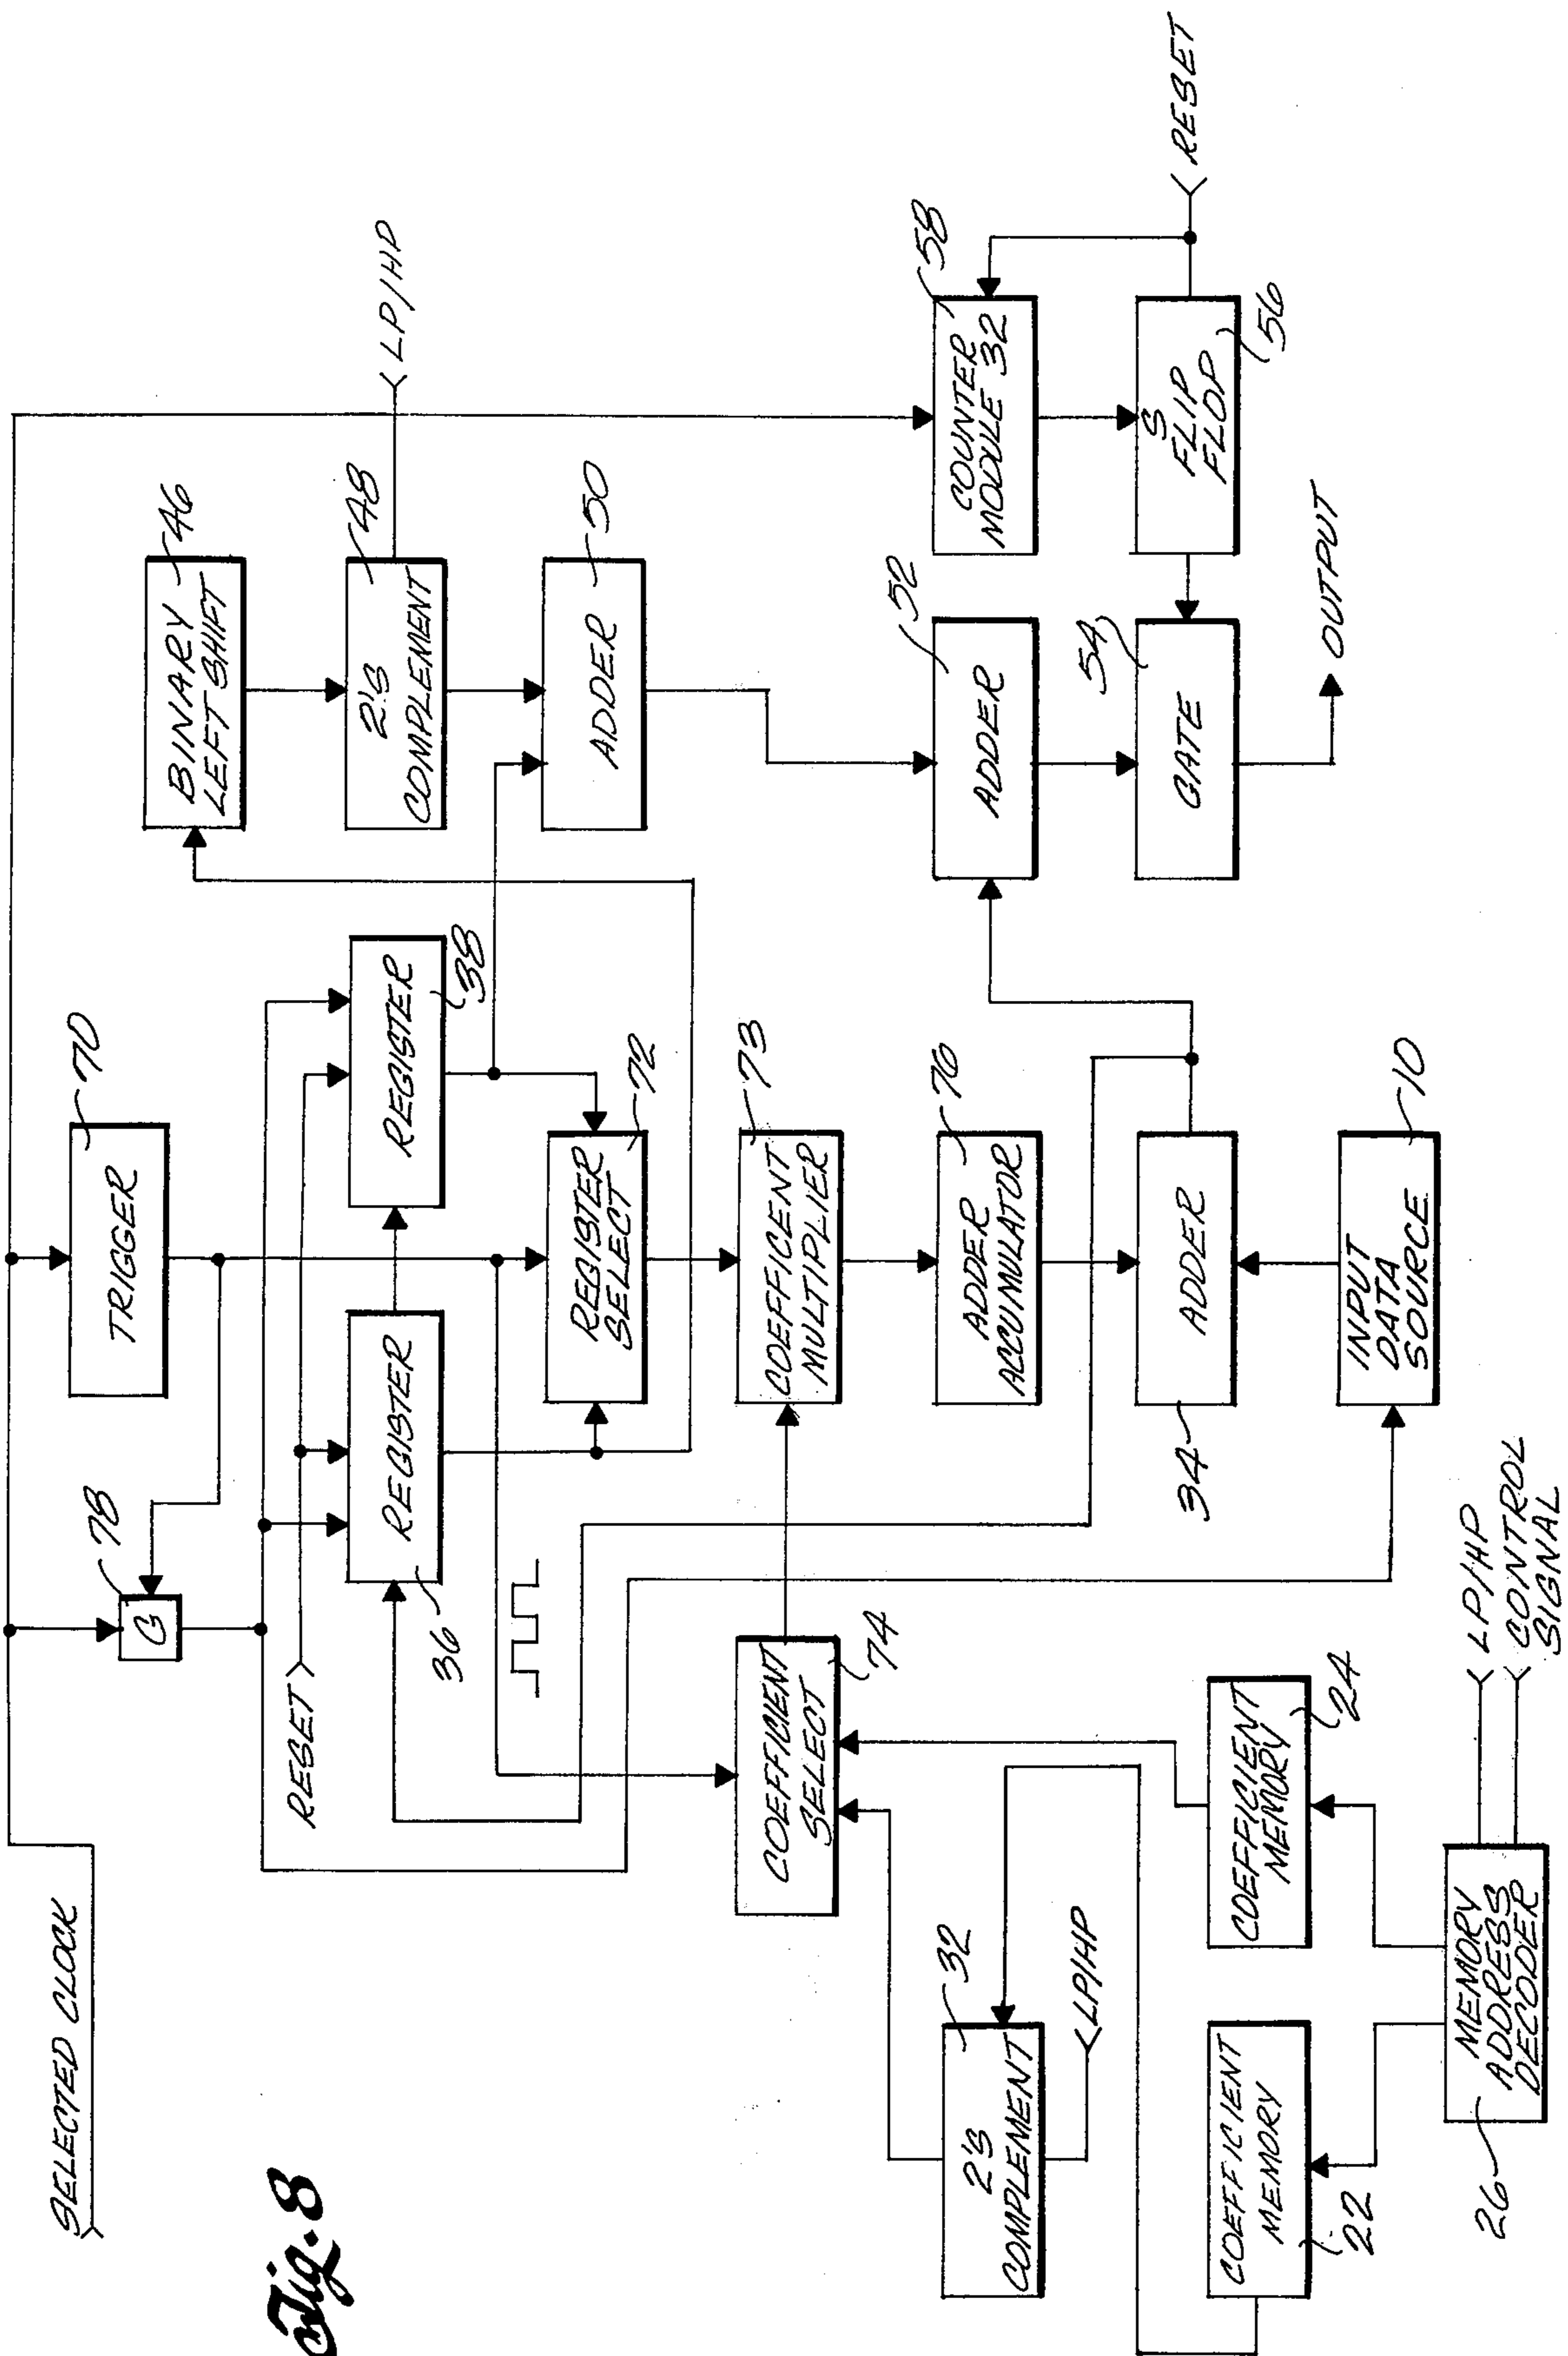 Fig. 8
SELECTED CLOCK
78
G
TRIGGER
70
RESET
REGISTER
36
REGISTER
38
BINARY
LEFT SHIFT
46
2'S
COMPLEMENT
48
LP/HP
REGISTER
SELECT
72
ADDER
50
COEFFICIENT
SELECT
74
COEFFICIENT
MULTIPLIER
73
2'S
COMPLEMENT
32
LP/HP
ADDER
ACCUMULATOR
76
ADDER
52
COUNTER
MODULE 32
58
COEFFICIENT
MEMORY
22
COEFFICIENT
MEMORY
24
34
ADDER
GATE
54
S
FLIP
FLOP
56
RESET
OUTPUT
26
MEMORY
ADDRESS
DECODER
LP/HP
CONTROL
SIGNAL
INPUT
DATA
SOURCE
10